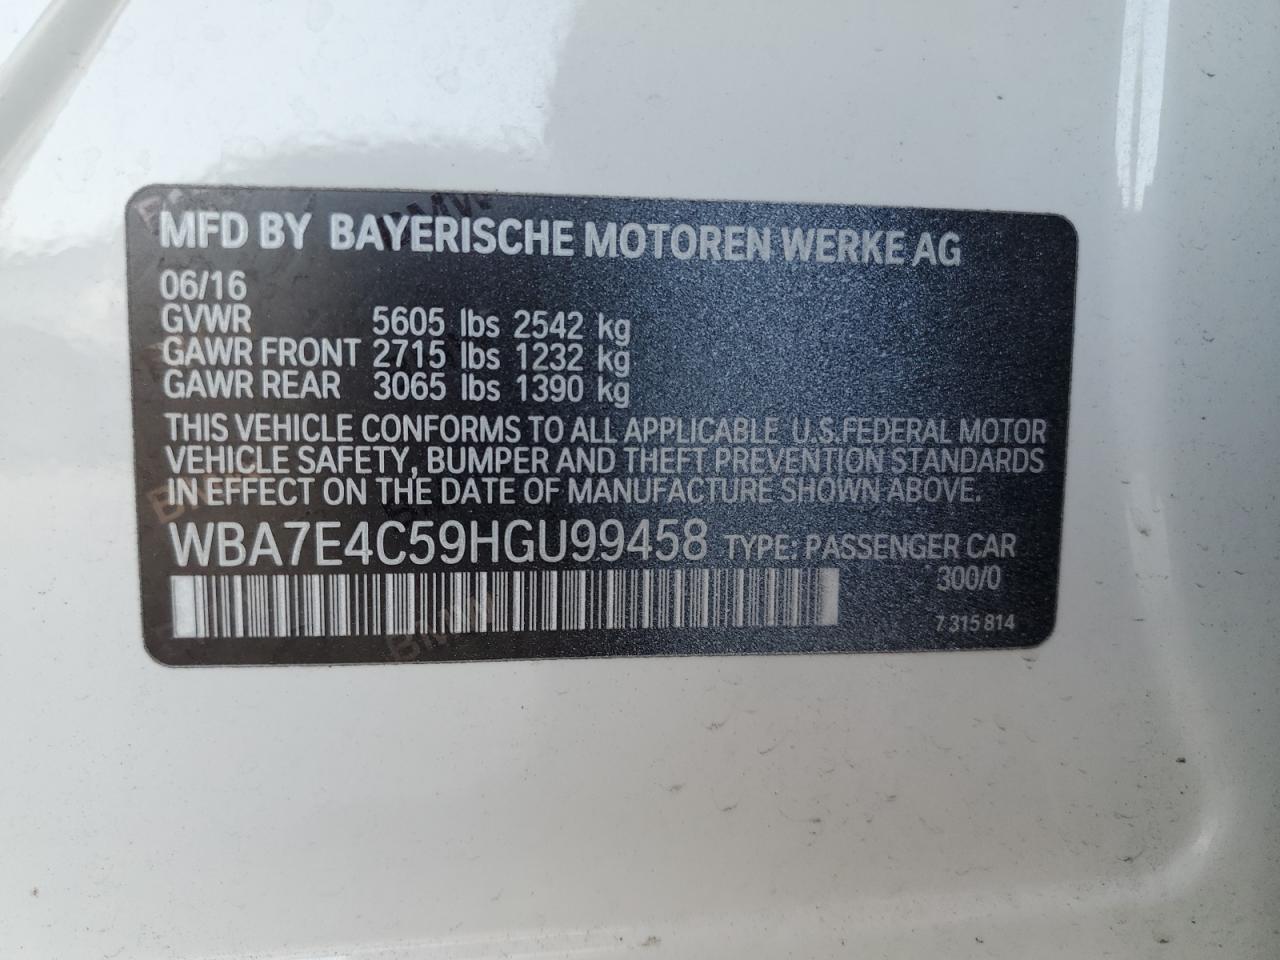 MFD BY BAYERISCHE MOTOREN WERKE AG
06/16
GVWR 5605 lbs 2542 kg
GAWR FRONT 2715 lbs 1232 kg
GAWR REAR 3065 lbs 1390 kg
THIS VEHICLE CONFORMS TO ALL APPLICABLE U.S.FEDERAL MOTOR
VEHICLE SAFETY, BUMPER AND THEFT PREVENTION STANDARDS
IN EFFECT ON THE DATE OF MANUFACTURE SHOWN ABOVE.
WBA7E4C59HGU99458 TYPE: PASSENGER CAR
300/0
7 315 814
BMW
BMW